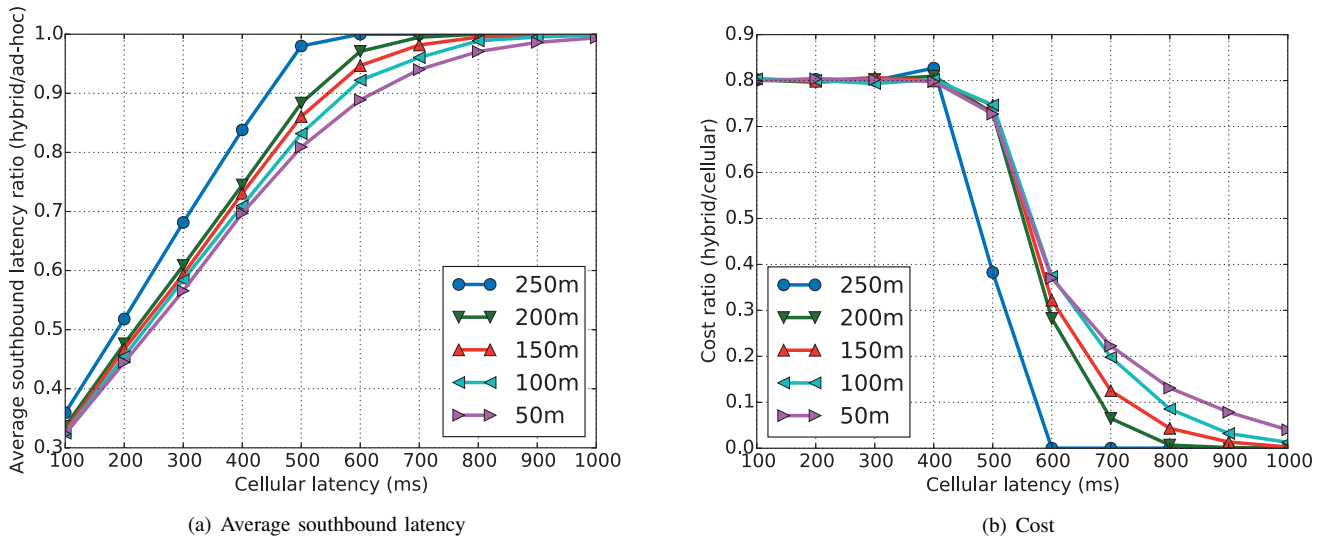 Average southbound latency ratio (hybrid/ad-hoc)
1.0
0.9
0.8
0.7
0.6
0.5
0.4
0.3
100 200 300 400 500 600 700 800 900 1000
Cellular latency (ms)
250m
200m
150m
100m
50m
(a) Average southbound latency
Cost ratio (hybrid/cellular)
0.9
0.8
0.7
0.6
0.5
0.4
0.3
0.2
0.1
0.0
100 200 300 400 500 600 700 800 900 1000
Cellular latency (ms)
250m
200m
150m
100m
50m
(b) Cost